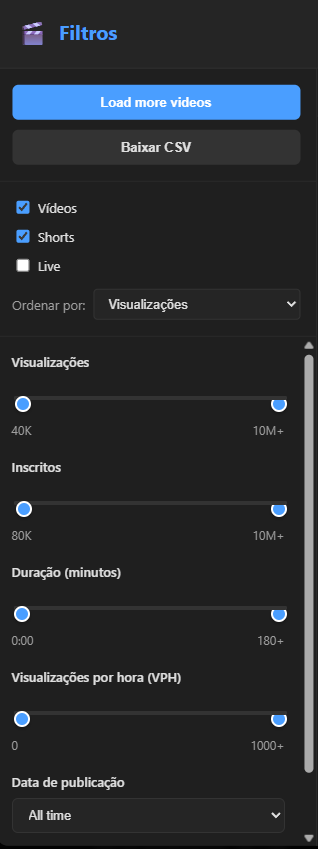 Filtros
Load more videos
Baixar CSV
Vídeos
Shorts
Live
Ordenar por: Visualizações
Visualizações
40K 10M+
Inscritos
80K 10M+
Duração (minutos)
0:00 180+
Visualizações por hora (VPH)
0 1000+
Data de publicação
All time